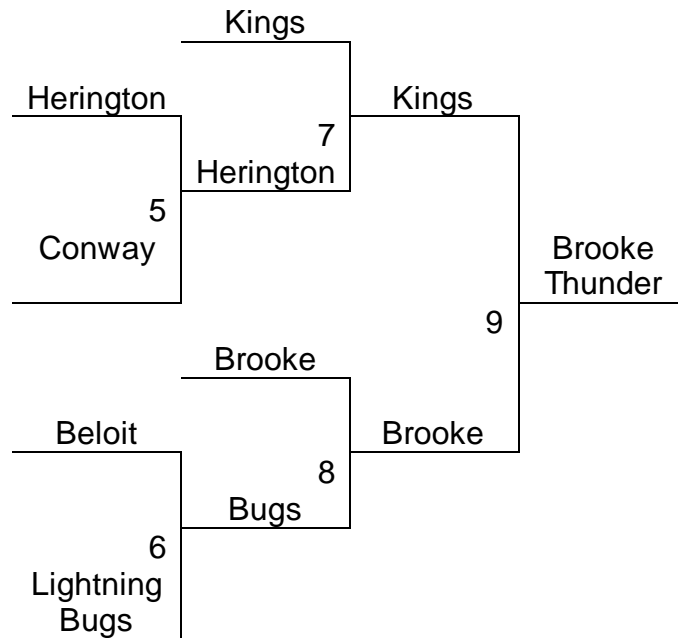 Kings
Herington
Kings
7
Herington
5
Conway
Brooke
Thunder
9
Brooke
Beloit
Brooke
8
Bugs
6
Lightning
Bugs